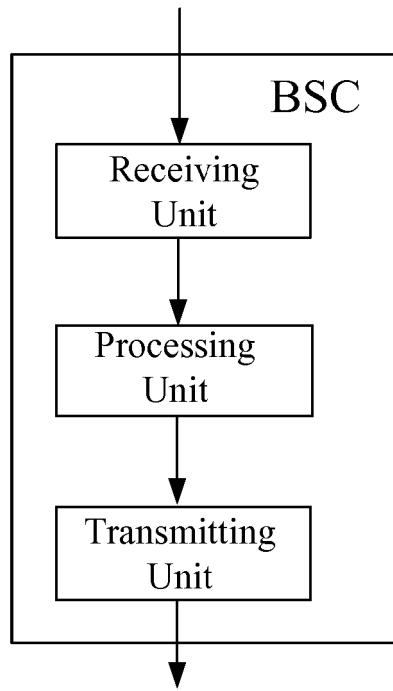 BSC
Receiving
Unit
Processing
Unit
Transmitting
Unit